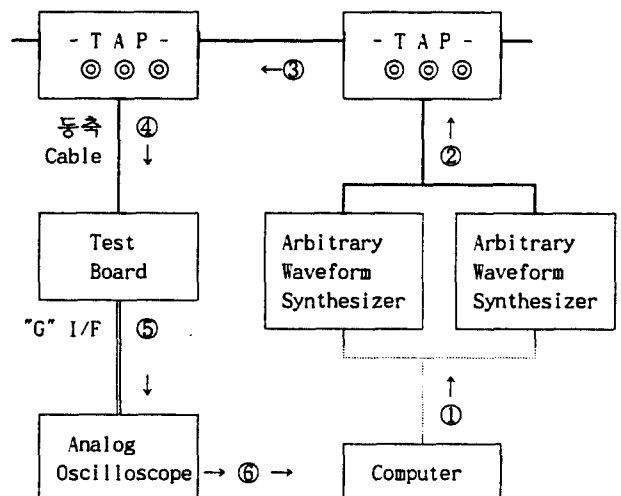 - T A P -
◎ ◎ ◎
- T A P -
◎ ◎ ◎
←③
동축 ④
Cable ↓
↑
②
Test
Board
Arbitrary
Waveform
Synthesizer
Arbitrary
Waveform
Synthesizer
"G" I/F ⑤
↓
↑
①
Analog
Oscilloscope → ⑥ →
Computer